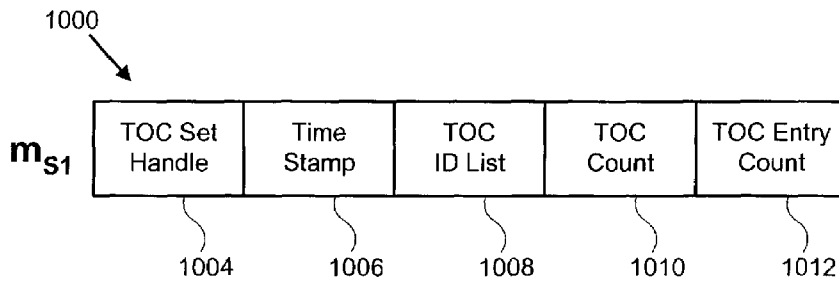 1000
m_S1
TOC Set
Handle
Time
Stamp
TOC
ID List
TOC
Count
TOC Entry
Count
1004
1006
1008
1010
1012